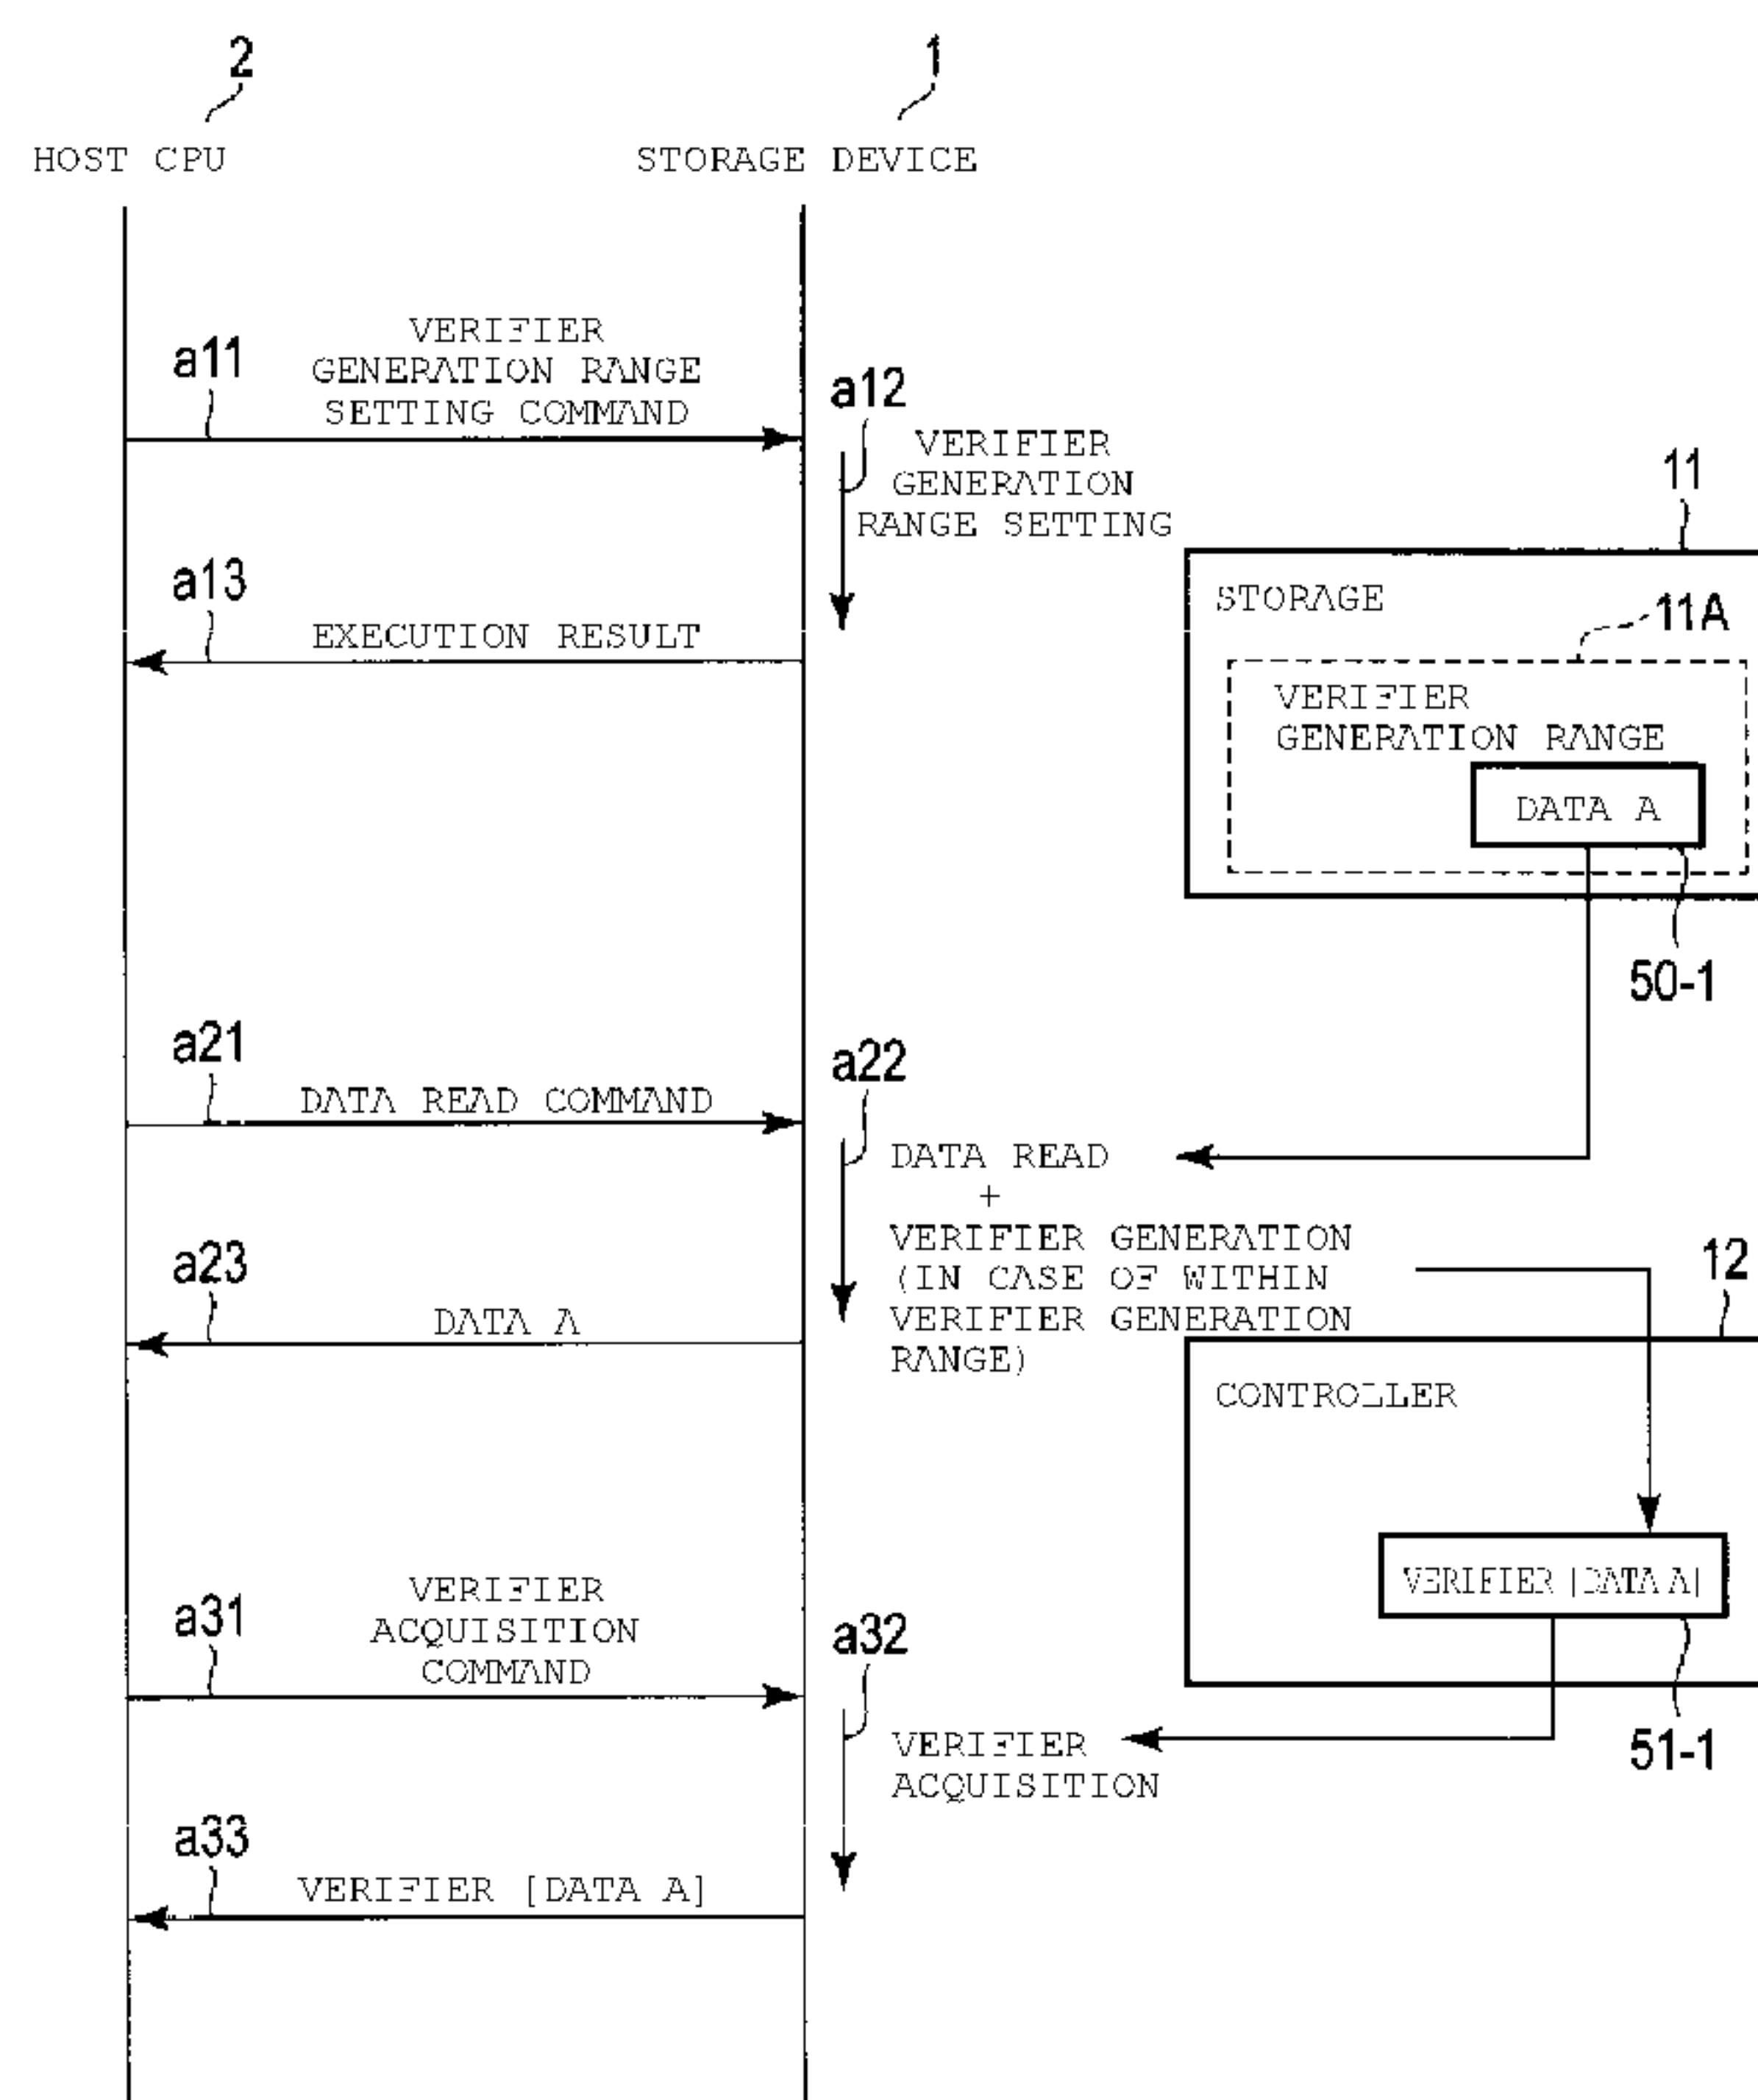 2
1
HOST CPU
STORAGE DEVICE
a11
VERIFIER
GENERATION RANGE
SETTING COMMAND
a12
VERIFIER
GENERATION
RANGE SETTING
a13
EXECUTION RESULT
11
STORAGE
11A
VERIFIER
GENERATION RANGE
DATA A
50-1
a21
DATA READ COMMAND
a22
DATA READ
+
VERIFIER GENERATION
(IN CASE OF WITHIN
VERIFIER GENERATION
RANGE)
a23
DATA A
12
CONTROLLER
VERIFIER [DATA A]
51-1
a31
VERIFIER
ACQUISITION
COMMAND
a32
VERIFIER
ACQUISITION
a33
VERIFIER [DATA A]